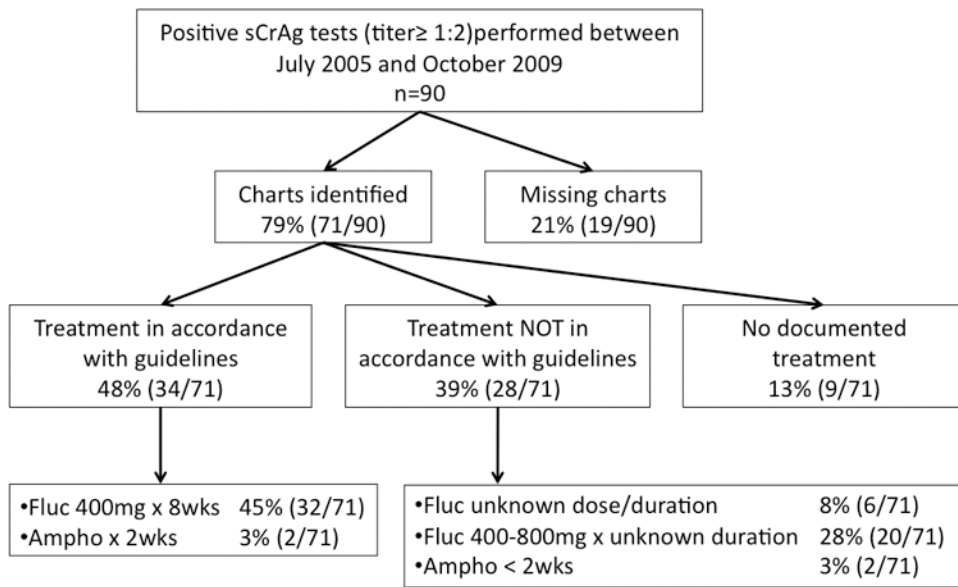 Positive sCrAg tests (titer≥ 1:2)performed between
July 2005 and October 2009
n=90
Charts identified
79% (71/90)
Missing charts
21% (19/90)
Treatment in accordance
with guidelines
48% (34/71)
Treatment NOT in
accordance with guidelines
39% (28/71)
No documented
treatment
13% (9/71)
•Fluc 400mg x 8wks 45% (32/71)
•Ampho x 2wks 3% (2/71)
•Fluc unknown dose/duration 8% (6/71)
•Fluc 400-800mg x unknown duration 28% (20/71)
•Ampho < 2wks 3% (2/71)